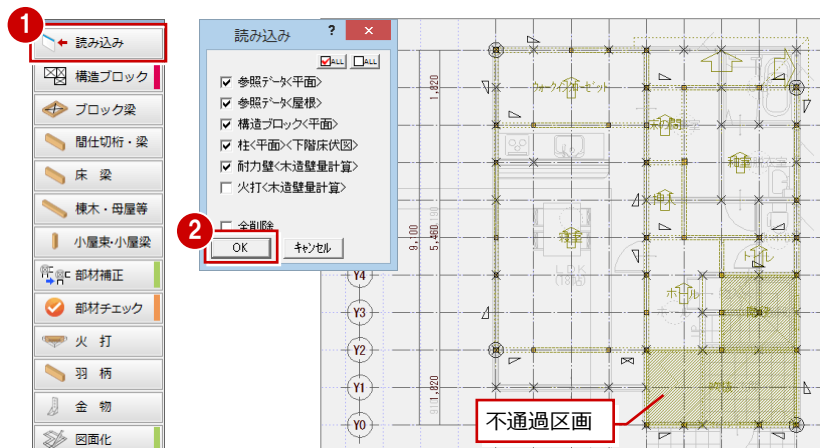 1
読み込み
構造ブロック
ブロック梁
間仕切桁・梁
床 梁
棟木・母屋等
小屋束・小屋梁
部材補正
部材チェック
火 打
羽 柄
金 物
図面化
読み込み
?
×
ALL
ALL
参照データ<平面>
参照データ<屋根>
構造ブロック<平面>
柱<平面><下階床伏図>
耐力壁<木造壁量計算>
火打<木造壁量計算>
全削除
2
OK
キャンセル
1,820
9,100
5,460
1,820
Y4
Y3
Y2
Y1
Y0
ウォークインクローゼット
和室
押入
トイレ
ホール
LDK
不通過区画